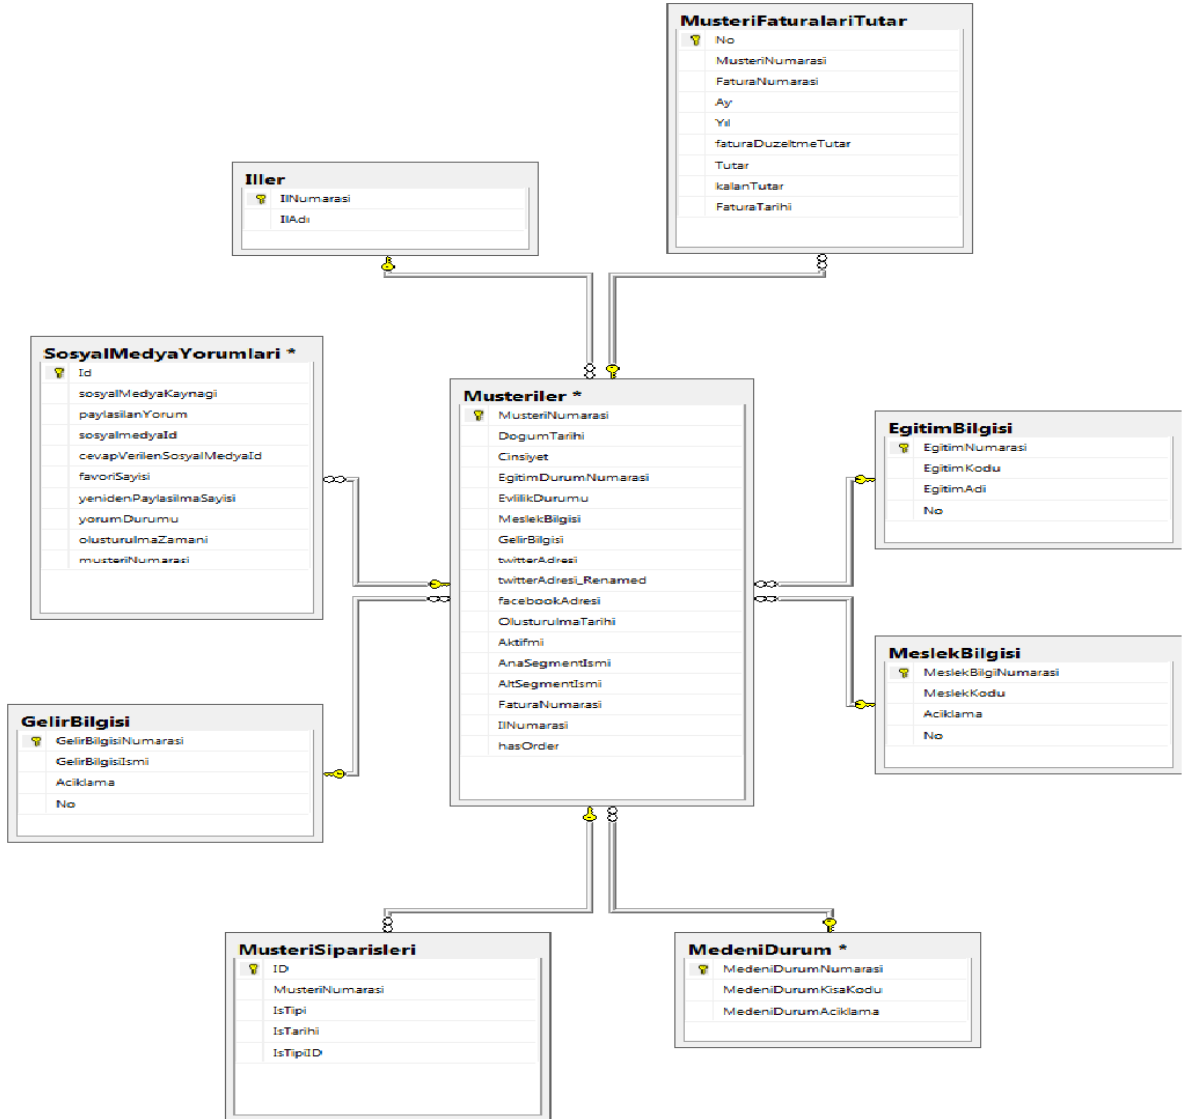 MusteriFaturalariTutar
No
MusteriNumarasi
FaturaNumarasi
Ay
Yıl
faturaDuzeltmeTutar
Tutar
kalanTutar
FaturaTarihi
Iller
IlNumarasi
IlAdı
SosyalMedyaYorumlari *
Id
sosyalMedyaKaynagi
paylasilanYorum
sosyalmedyaId
cevapVerilenSosyalMedyaId
favoriSayisi
yenidenPaylasilmaSayisi
yorumDurumu
olusturulmaZamani
musteriNumarasi
Musteriler *
MusteriNumarasi
DogumTarihi
Cinsiyet
EgitimDurumNumarasi
EvlilikDurumu
MeslekBilgisi
GelirBilgisi
twitterAdresi
twitterAdresi_Renamed
facebookAdresi
OlusturulmaTarihi
Aktifmi
AnaSegmentIsmi
AltSegmentIsmi
FaturaNumarasi
IlNumarasi
hasOrder
EgitimBilgisi
EgitimNumarasi
EgitimKodu
EgitimAdi
No
MeslekBilgisi
MeslekBilgiNumarasi
MeslekKodu
Aciklama
No
GelirBilgisi
GelirBilgisiNumarasi
GelirBilgisiIsmi
Aciklama
No
MusteriSiparisleri
ID
MusteriNumarasi
IsTipi
IsTarihi
IsTipiID
MedeniDurum *
MedeniDurumNumarasi
MedeniDurumKisaKodu
MedeniDurumAciklama